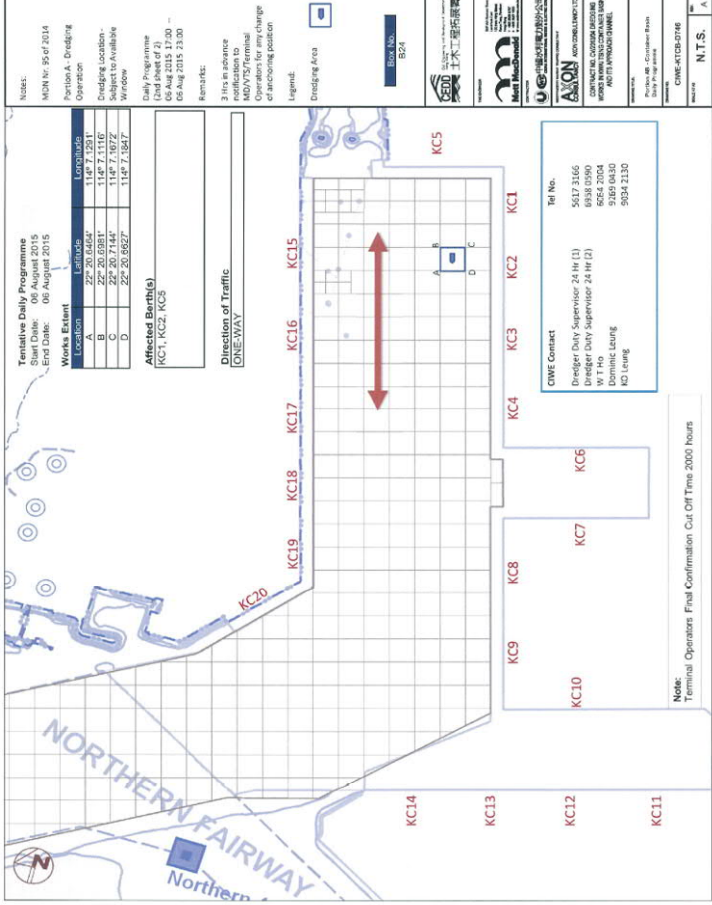 Tentative Daily Programme
Start Date: 06 August 2015
End Date: 06 August 2015
Works Extent
Location Latitude Longitude
A 22° 20.6464' 114° 7.1291'
B 22° 20.6981' 114° 7.1116'
C 22° 20.7144' 114° 7.1672'
D 22° 20.6627' 114° 7.1847'
Affected Berth(s)
KC1, KC2, KC5
Direction of Traffic
ONE-WAY
Notes:
MDN Nr. 95 of 2014
Portion A - Dredging
Operation
Dredging Location -
Subject to Available
Window
Daily Programme
(2nd sheet of 2)
06 Aug 2015 17:00 --
06 Aug 2015 23:00
Remarks:
3 Hrs in advance
notification to
MD/VTS/Terminal
Operators for any change
of anchoring position
Legend:
Dredging Area
Box No.
B24
CEDD
土木工程拓展署
Mott MacDonald
AXON
Portion AB - Container Basin
Daily Programme
CIWE-KTCB-D746
N.T.S.
A
N
NORTHERN FAIRWAY
Northern
KC20
KC19
KC18
KC17
KC16
KC15
KC5
KC1
KC2
KC3
KC4
KC6
KC7
KC8
KC9
KC10
KC14
KC13
KC12
KC11
A
B
C
D
CIWE Contact Tel No.
Dredger Duty Supervisor 24 Hr (1) 5617 3166
Dredger Duty Supervisor 24 Hr (2) 6938 0590
W T Ho 6084 2004
Dominic Leung 9269 0430
KO Leung 9034 2130
Note:
Terminal Operators Final Confirmation Cut Off Time 2000 hours